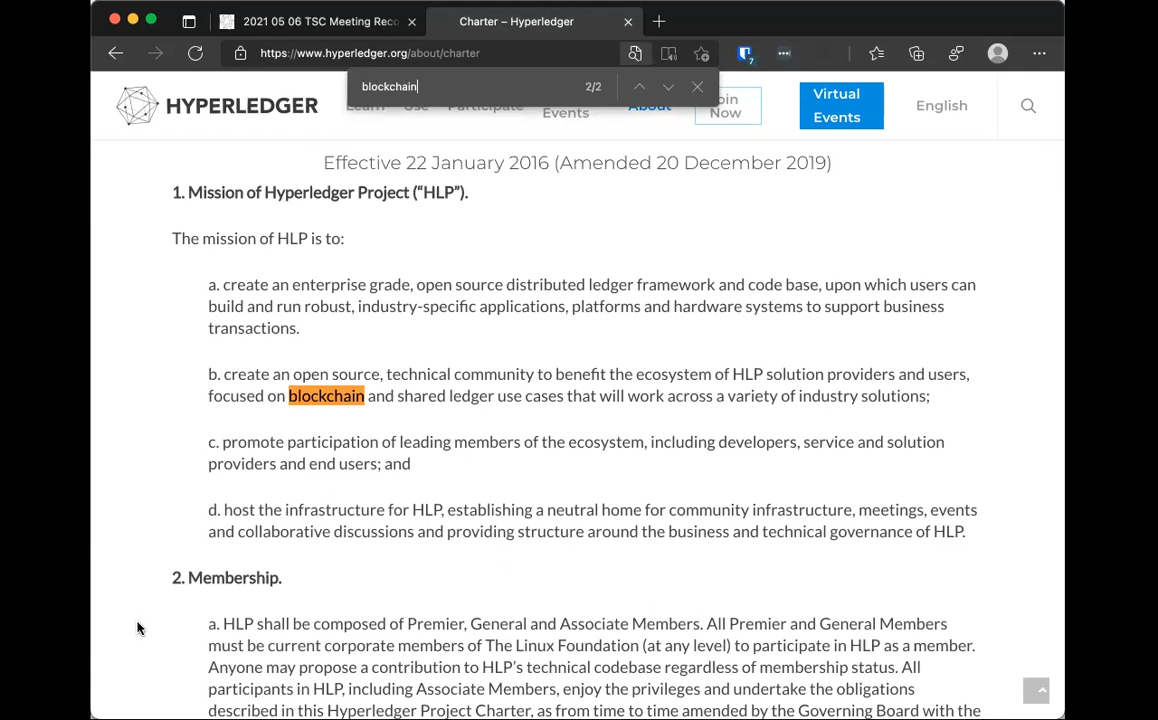 2021 05 06 TSC Meeting Reco
Charter – Hyperledger
https://www.hyperledger.org/about/charter
7
blockchain
2/2
HYPERLEDGER
Learn
Use
Participate
Events
About
Join Now
Virtual Events
English
Effective 22 January 2016 (Amended 20 December 2019)
1. Mission of Hyperledger Project (“HLP”).
The mission of HLP is to:
a. create an enterprise grade, open source distributed ledger framework and code base, upon which users can
build and run robust, industry-specific applications, platforms and hardware systems to support business
transactions.
b. create an open source, technical community to benefit the ecosystem of HLP solution providers and users,
focused on blockchain and shared ledger use cases that will work across a variety of industry solutions;
c. promote participation of leading members of the ecosystem, including developers, service and solution
providers and end users; and
d. host the infrastructure for HLP, establishing a neutral home for community infrastructure, meetings, events
and collaborative discussions and providing structure around the business and technical governance of HLP.
2. Membership.
a. HLP shall be composed of Premier, General and Associate Members. All Premier and General Members
must be current corporate members of The Linux Foundation (at any level) to participate in HLP as a member.
Anyone may propose a contribution to HLP’s technical codebase regardless of membership status. All
participants in HLP, including Associate Members, enjoy the privileges and undertake the obligations
described in this Hyperledger Project Charter, as from time to time amended by the Governing Board with the